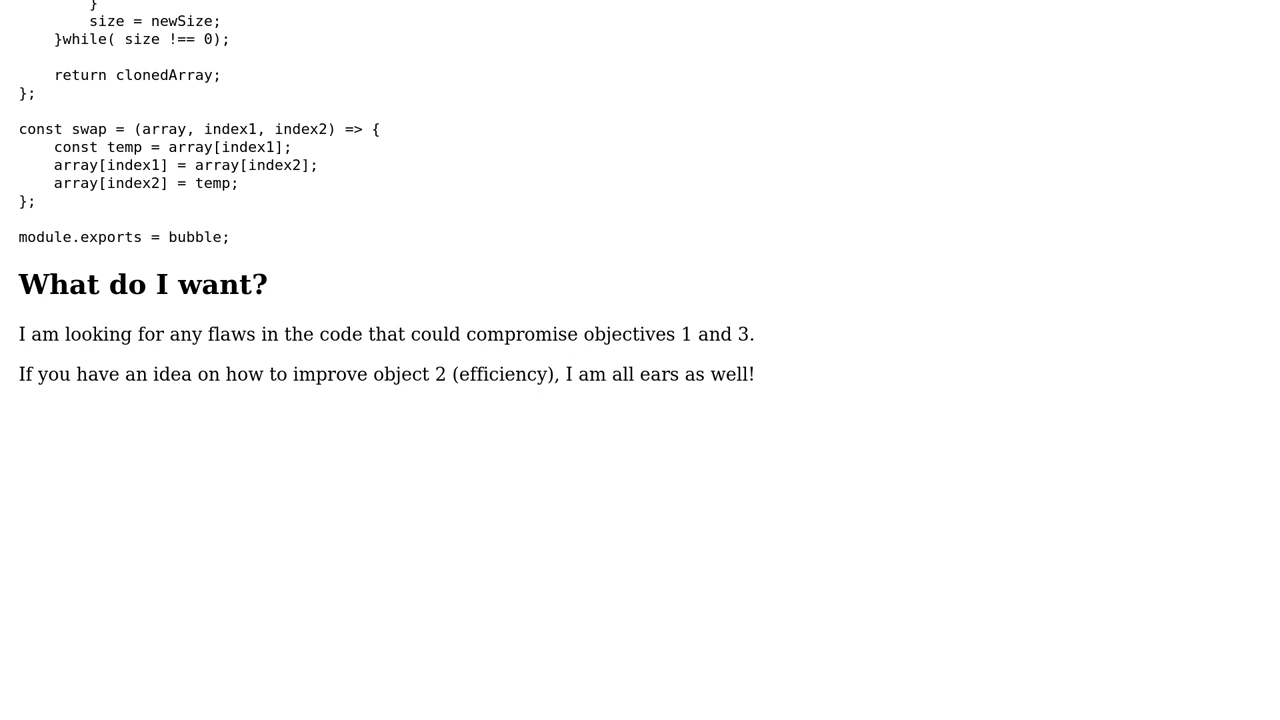 }
        size = newSize;
    }while( size !== 0);

    return clonedArray;
};

const swap = (array, index1, index2) => {
    const temp = array[index1];
    array[index1] = array[index2];
    array[index2] = temp;
};

module.exports = bubble;
What do I want?
I am looking for any flaws in the code that could compromise objectives 1 and 3.
If you have an idea on how to improve object 2 (efficiency), I am all ears as well!